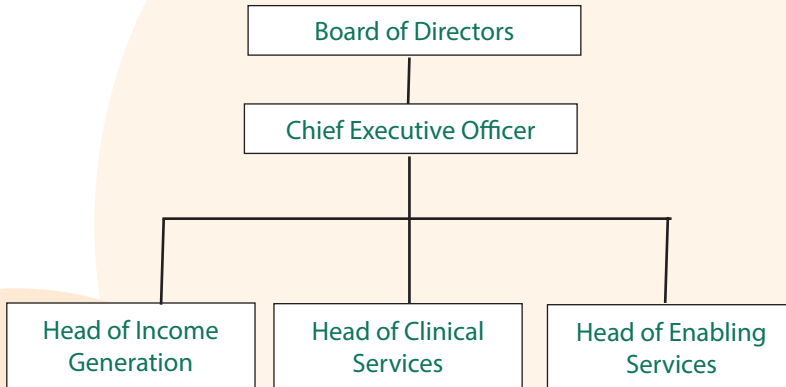 Board of Directors
Chief Executive Officer
Head of Income
Generation
Head of Clinical
Services
Head of Enabling
Services